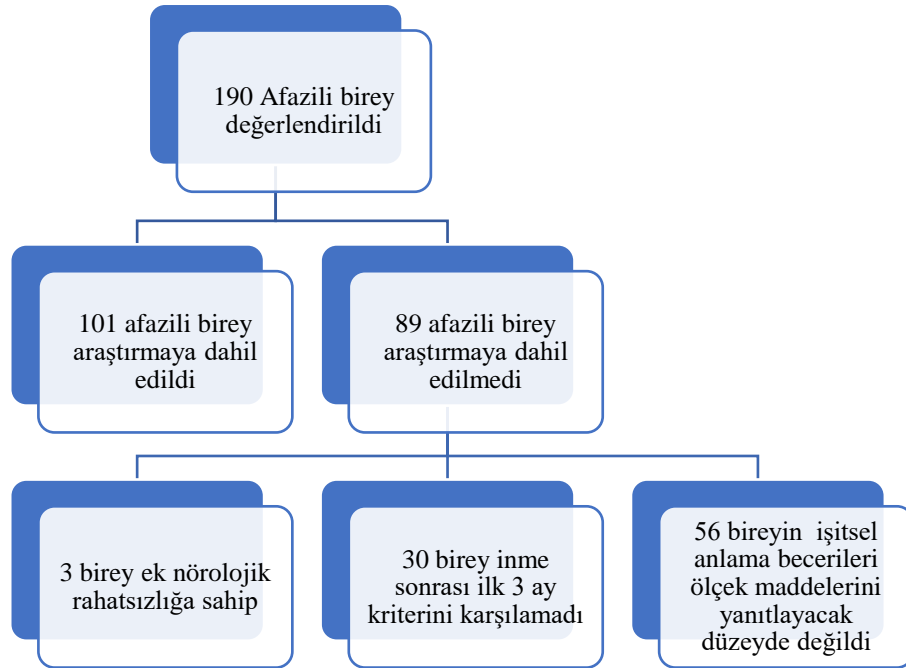 190 Afazili birey
değerlendirildi
101 afazili birey
araştırmaya dahil
edildi
89 afazili birey
araştırmaya dahil
edilmedi
3 birey ek nörolojik
rahatsızlığa sahip
30 birey inme
sonrası ilk 3 ay
kriterini karşılamadı
56 bireyin işitsel
anlama becerileri
ölçek maddelerini
yanıtlayacak
düzeyde değildi